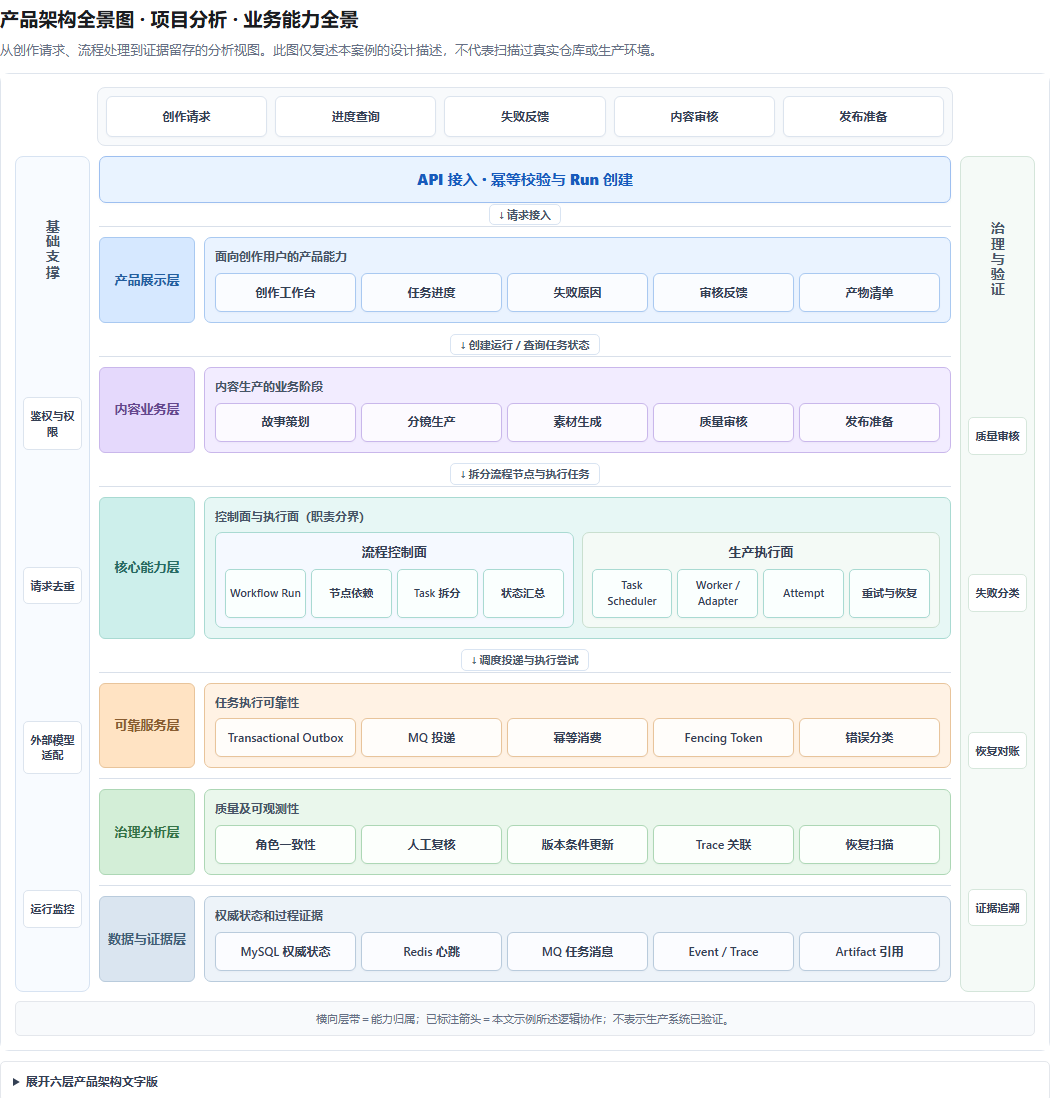 产品架构全景图 · 项目分析 · 业务能力全景
从创作请求、流程处理到证据留存的分析视图。此图仅复述本案例的设计描述，不代表扫描过真实仓库或生产环境。
创作请求
进度查询
失败反馈
内容审核
发布准备
基础支撑
鉴权与权限
请求去重
外部模型适配
运行监控
API 接入 · 幂等校验与 Run 创建
↓ 请求接入
产品展示层
面向创作用户的产品能力
创作工作台
任务进度
失败原因
审核反馈
产物清单
↓ 创建运行 / 查询任务状态
内容业务层
内容生产的业务阶段
故事策划
分镜生产
素材生成
质量审核
发布准备
↓ 拆分流程节点与执行任务
核心能力层
控制面与执行面（职责分界）
流程控制面
Workflow Run
节点依赖
Task 拆分
状态汇总
生产执行面
Task Scheduler
Worker / Adapter
Attempt
重试与恢复
↓ 调度投递与执行尝试
可靠服务层
任务执行可靠性
Transactional Outbox
MQ 投递
幂等消费
Fencing Token
错误分类
治理分析层
质量及可观测性
角色一致性
人工复核
版本条件更新
Trace 关联
恢复扫描
数据与证据层
权威状态和过程证据
MySQL 权威状态
Redis 心跳
MQ 任务消息
Event / Trace
Artifact 引用
治理与验证
质量审核
失败分类
恢复对账
证据追溯
横向层带＝能力归属；已标注箭头＝本文示例所述逻辑协作；不表示生产系统已验证。
▶ 展开六层产品架构文字版